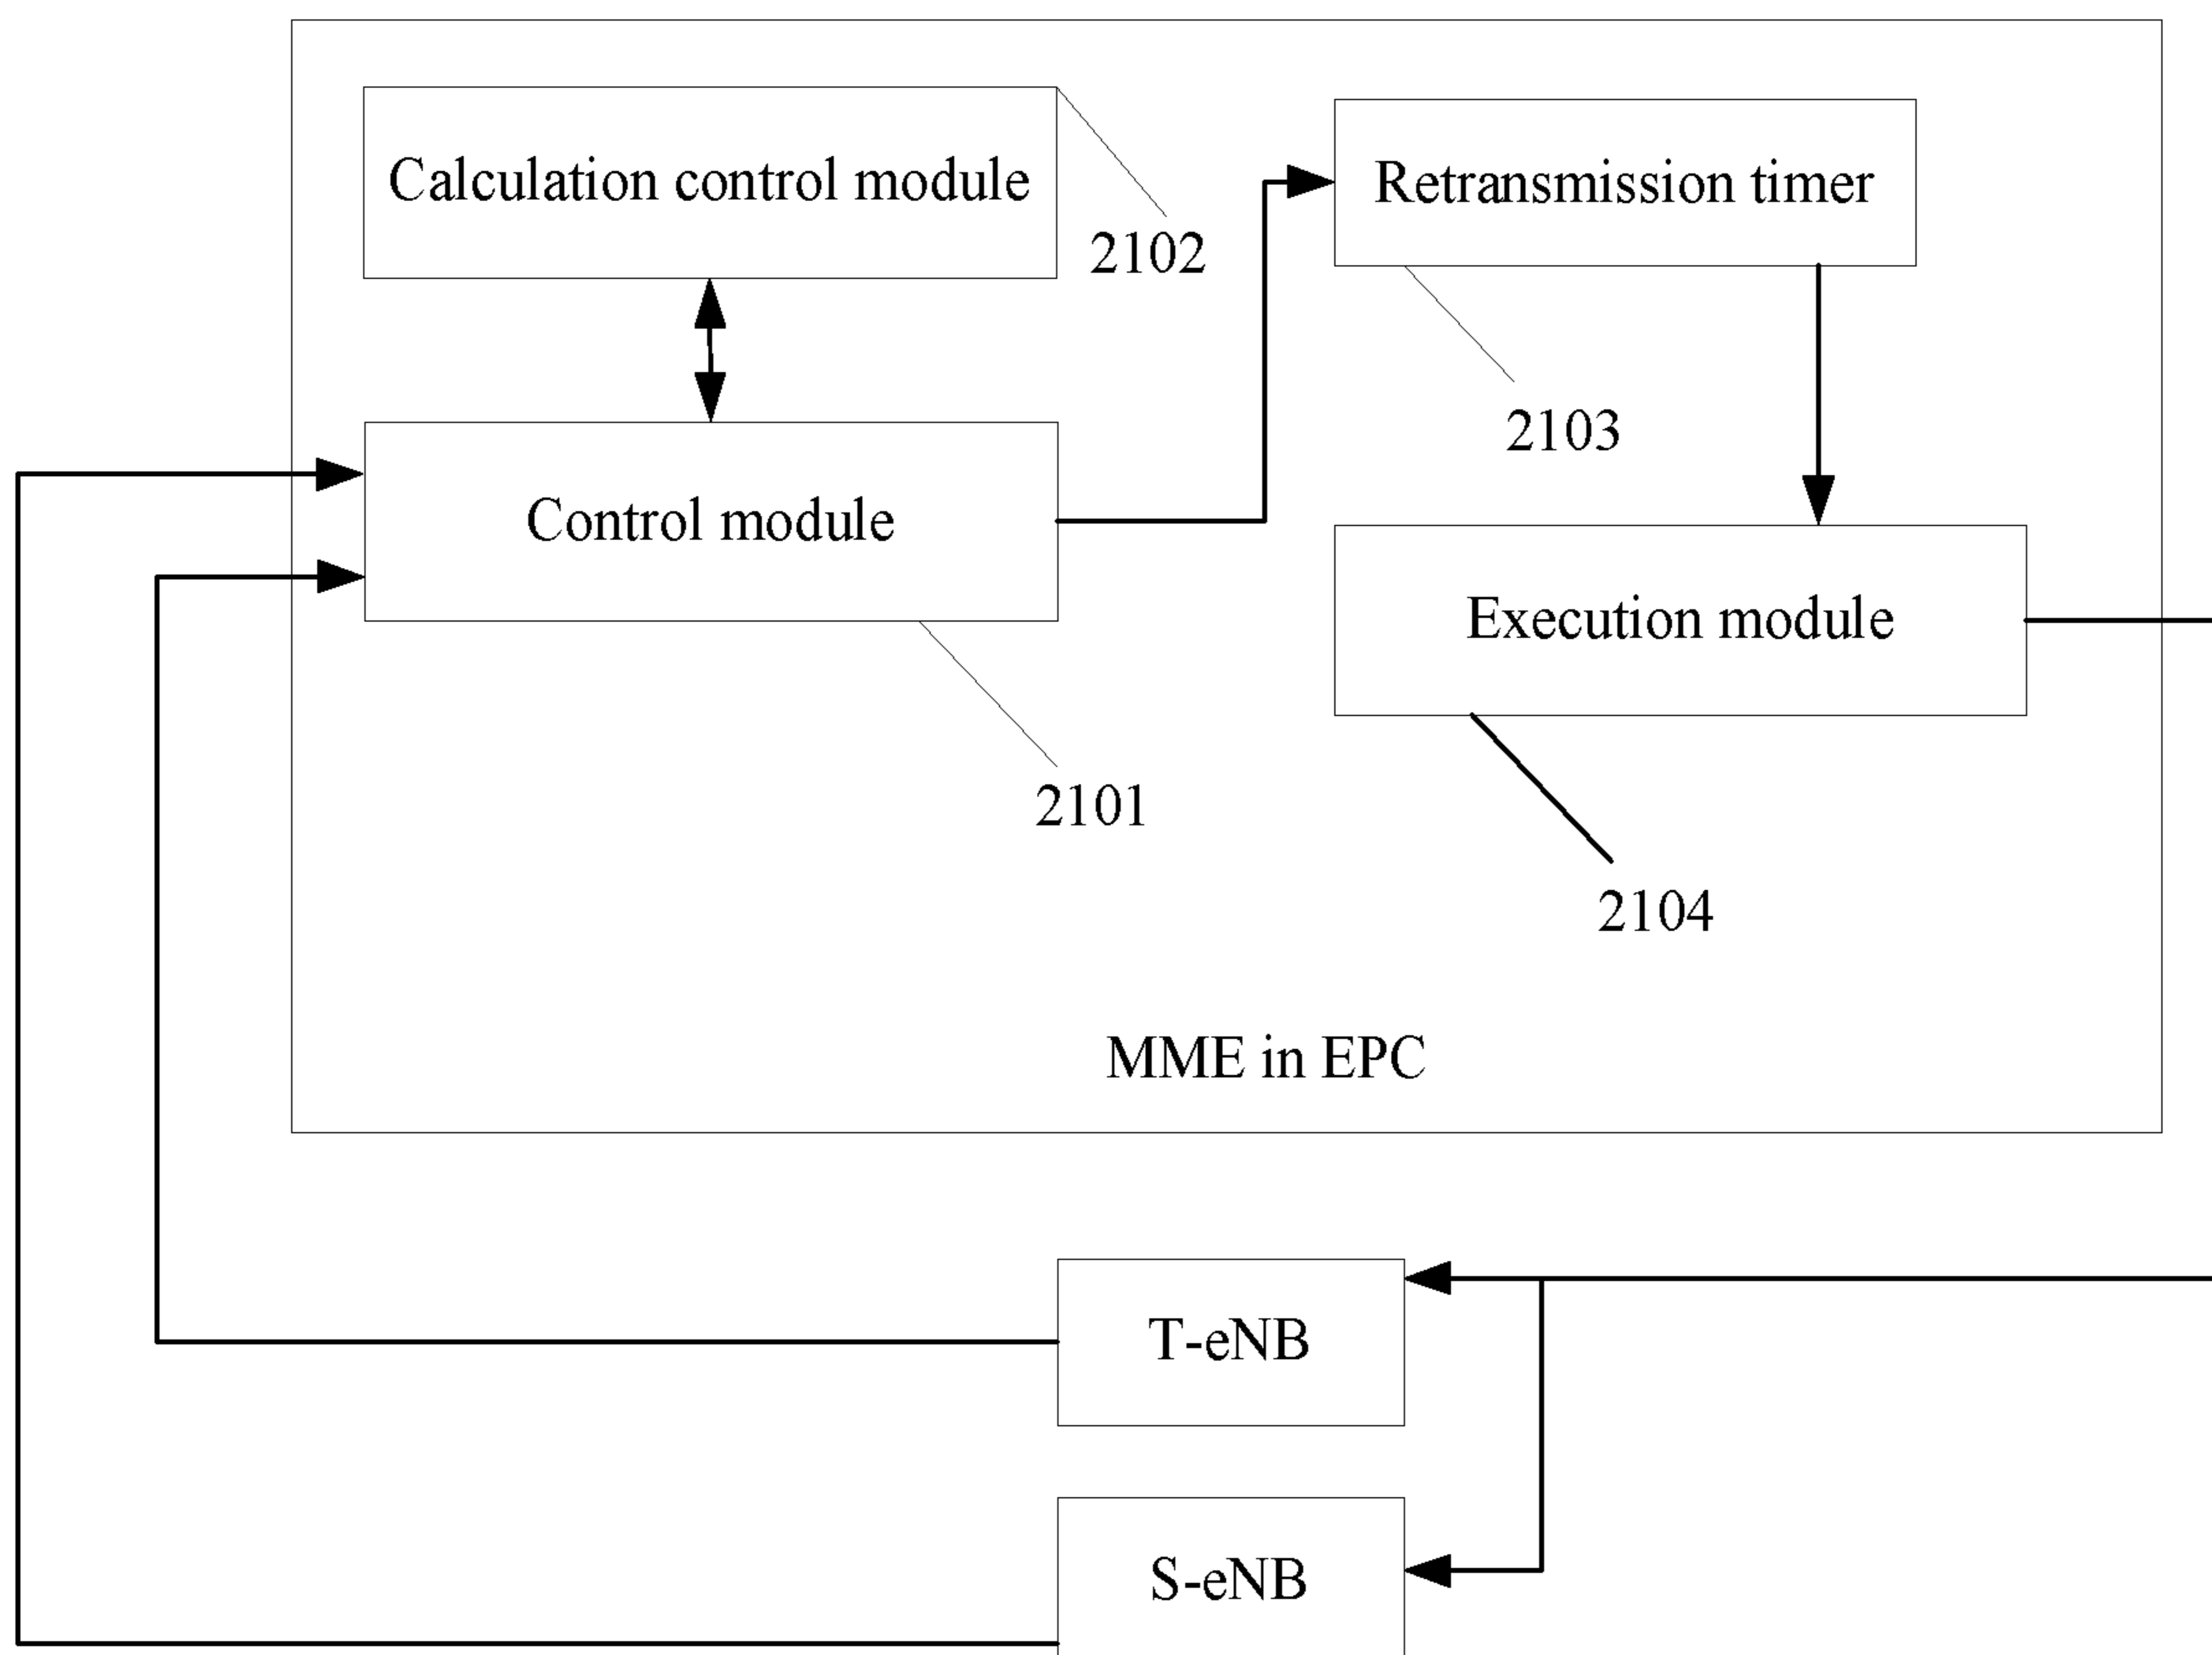 Calculation control module
Retransmission timer
2102
2103
Control module
Execution module
2101
2104
MME in EPC
T-eNB
S-eNB